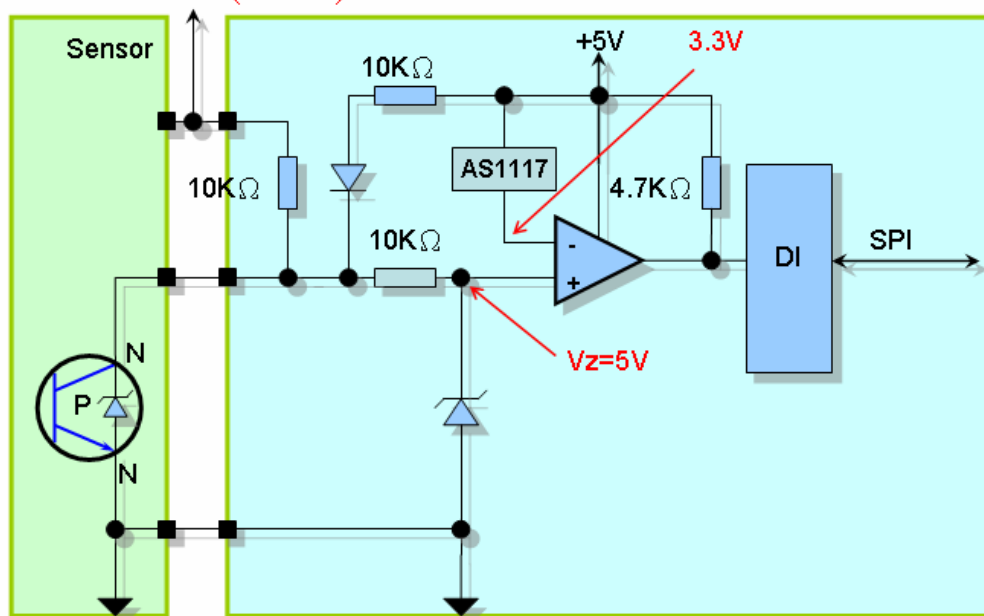 Sensor
+5V
3.3V
10KΩ
AS1117
10KΩ
4.7KΩ
10KΩ
-
+
DI
SPI
Vz=5V
N
P
N